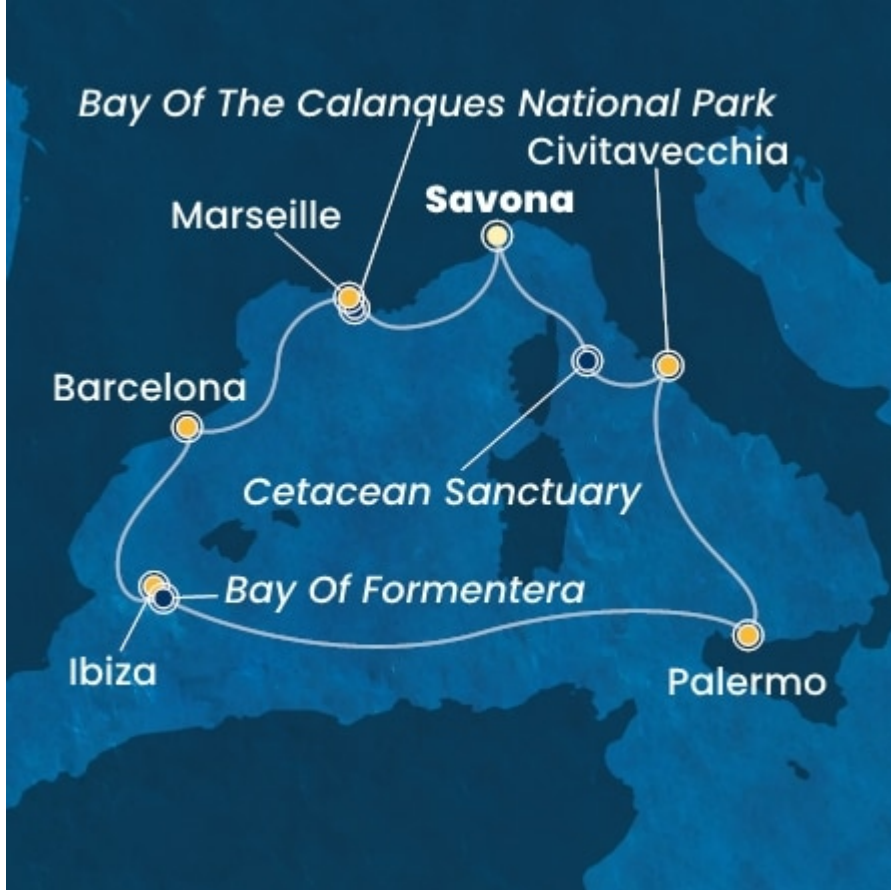 Bay Of The Calanques National Park
Civitavecchia
Savona
Marseille
Barcelona
Cetacean Sanctuary
Bay Of Formentera
Ibiza
Palermo